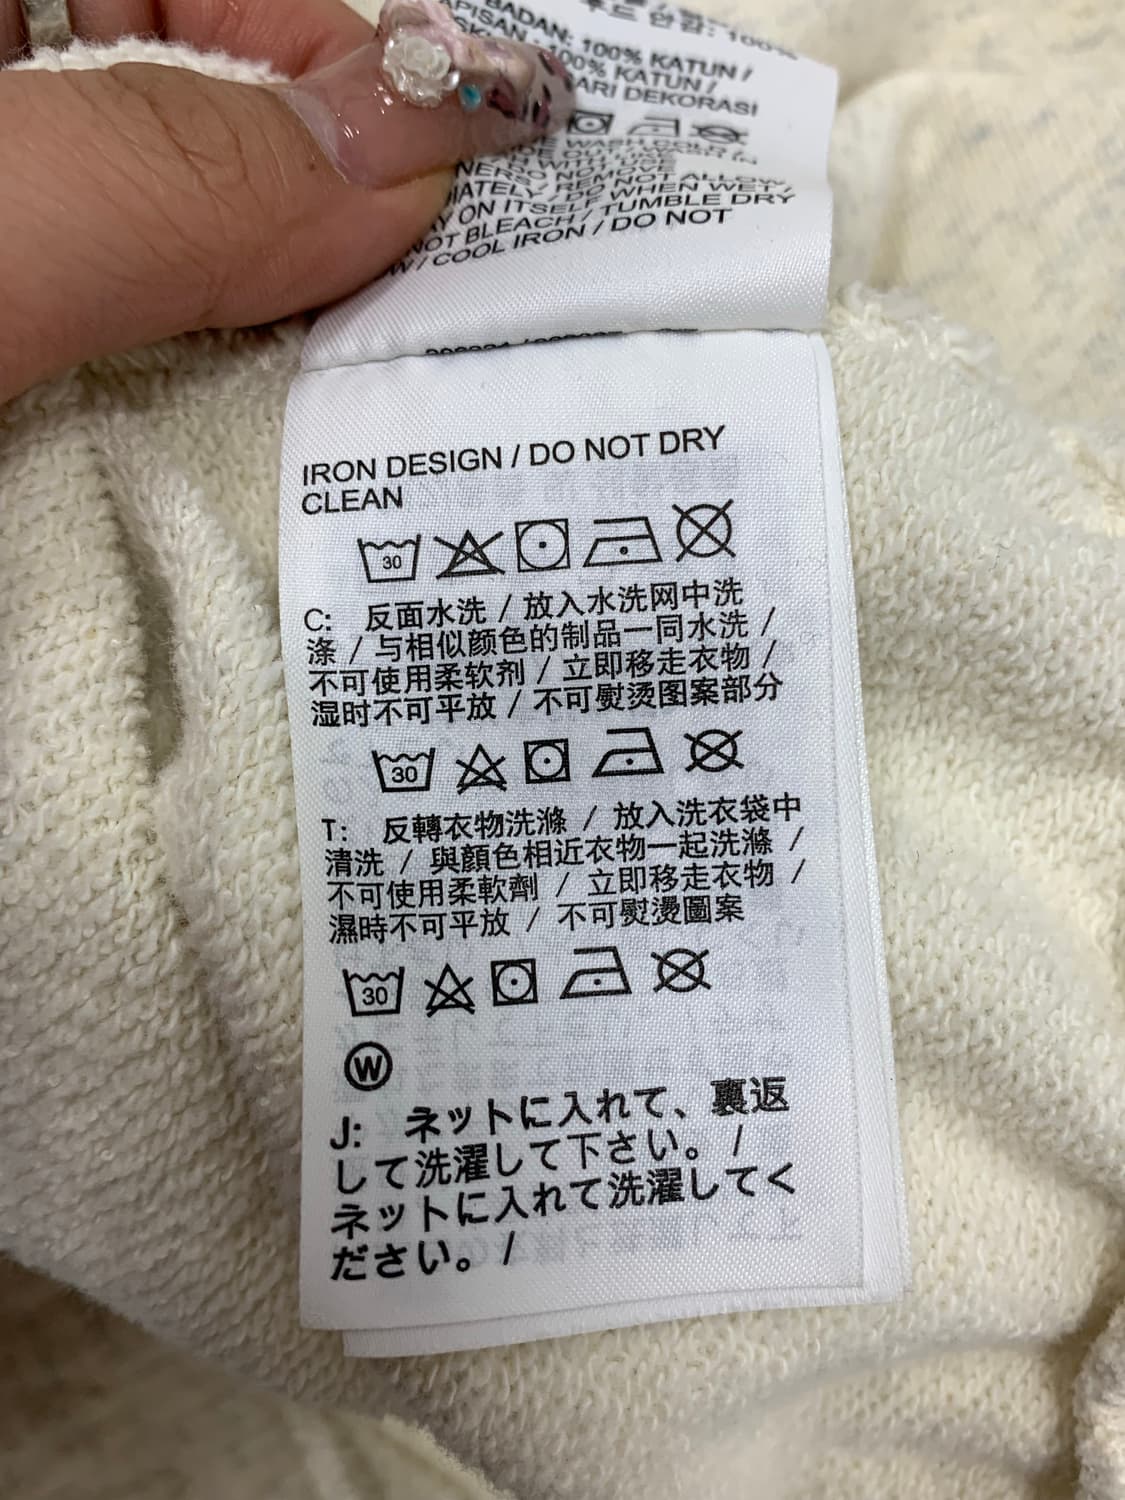 BADAN: 100% KATUN /
100% KATUN /
DEKORASI
WASH COLD /
WITH
REMOVE
DO NOT ALLOW
WHEN WET /
ON ITSELF / TUMBLE DRY
NOT BLEACH /
/ COOL IRON / DO NOT
IRON DESIGN / DO NOT DRY
CLEAN
30
C: 反面水洗 / 放入水洗网中洗
涤 / 与相似颜色的制品一同水洗 /
不可使用柔软剂 / 立即移走衣物 /
湿时不可平放 / 不可熨烫图案部分
30
T: 反轉衣物洗滌 / 放入洗衣袋中
清洗 / 與顏色相近衣物一起洗滌 /
不可使用柔軟劑 / 立即移走衣物 /
濕時不可平放 / 不可熨燙圖案
30
W
J: ネットに入れて、裏返
して洗濯して下さい。 /
ネットに入れて洗濯してく
ださい。 /